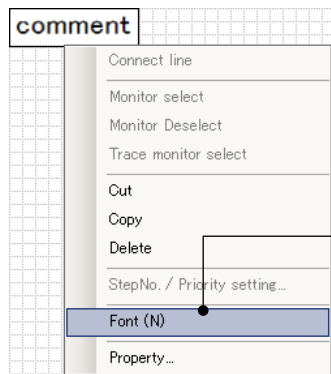 comment
Connect line
Monitor select
Monitor Deselect
Trace monitor select
Cut
Copy
Delete
StepNo. / Priority setting...
Font (N)
Property...